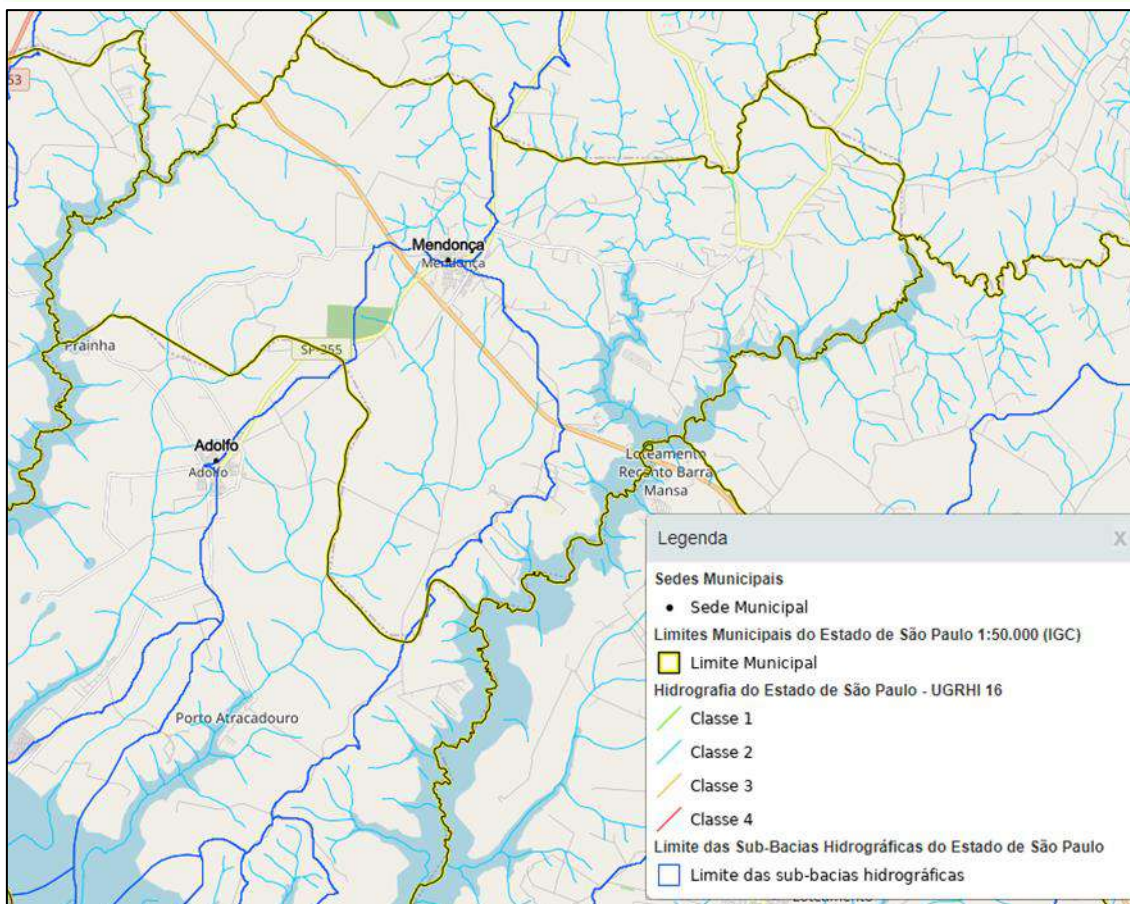 53
Mendonça
Mendonça
Prainha
SP-355
Adolfo
Adolfo
Loteamento
Recanto Barra
Mansa
Porto Atracadouro
Legenda
X
Sedes Municipais
Sede Municipal
Limites Municipais do Estado de São Paulo 1:50.000 (IGC)
Limite Municipal
Hidrografia do Estado de São Paulo - UGRHI 16
Classe 1
Classe 2
Classe 3
Classe 4
Limite das Sub-Bacias Hidrográficas do Estado de São Paulo
Limite das sub-bacias hidrográficas
Loteamento